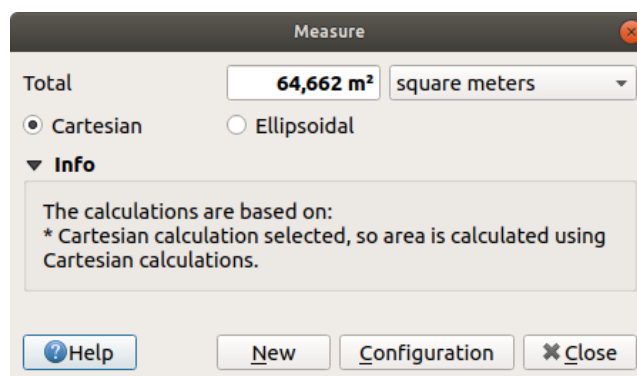 Measure
Total 64,662 m² square meters
Cartesian Ellipsoidal
Info
The calculations are based on:
* Cartesian calculation selected, so area is calculated using
Cartesian calculations.
Help New Configuration Close